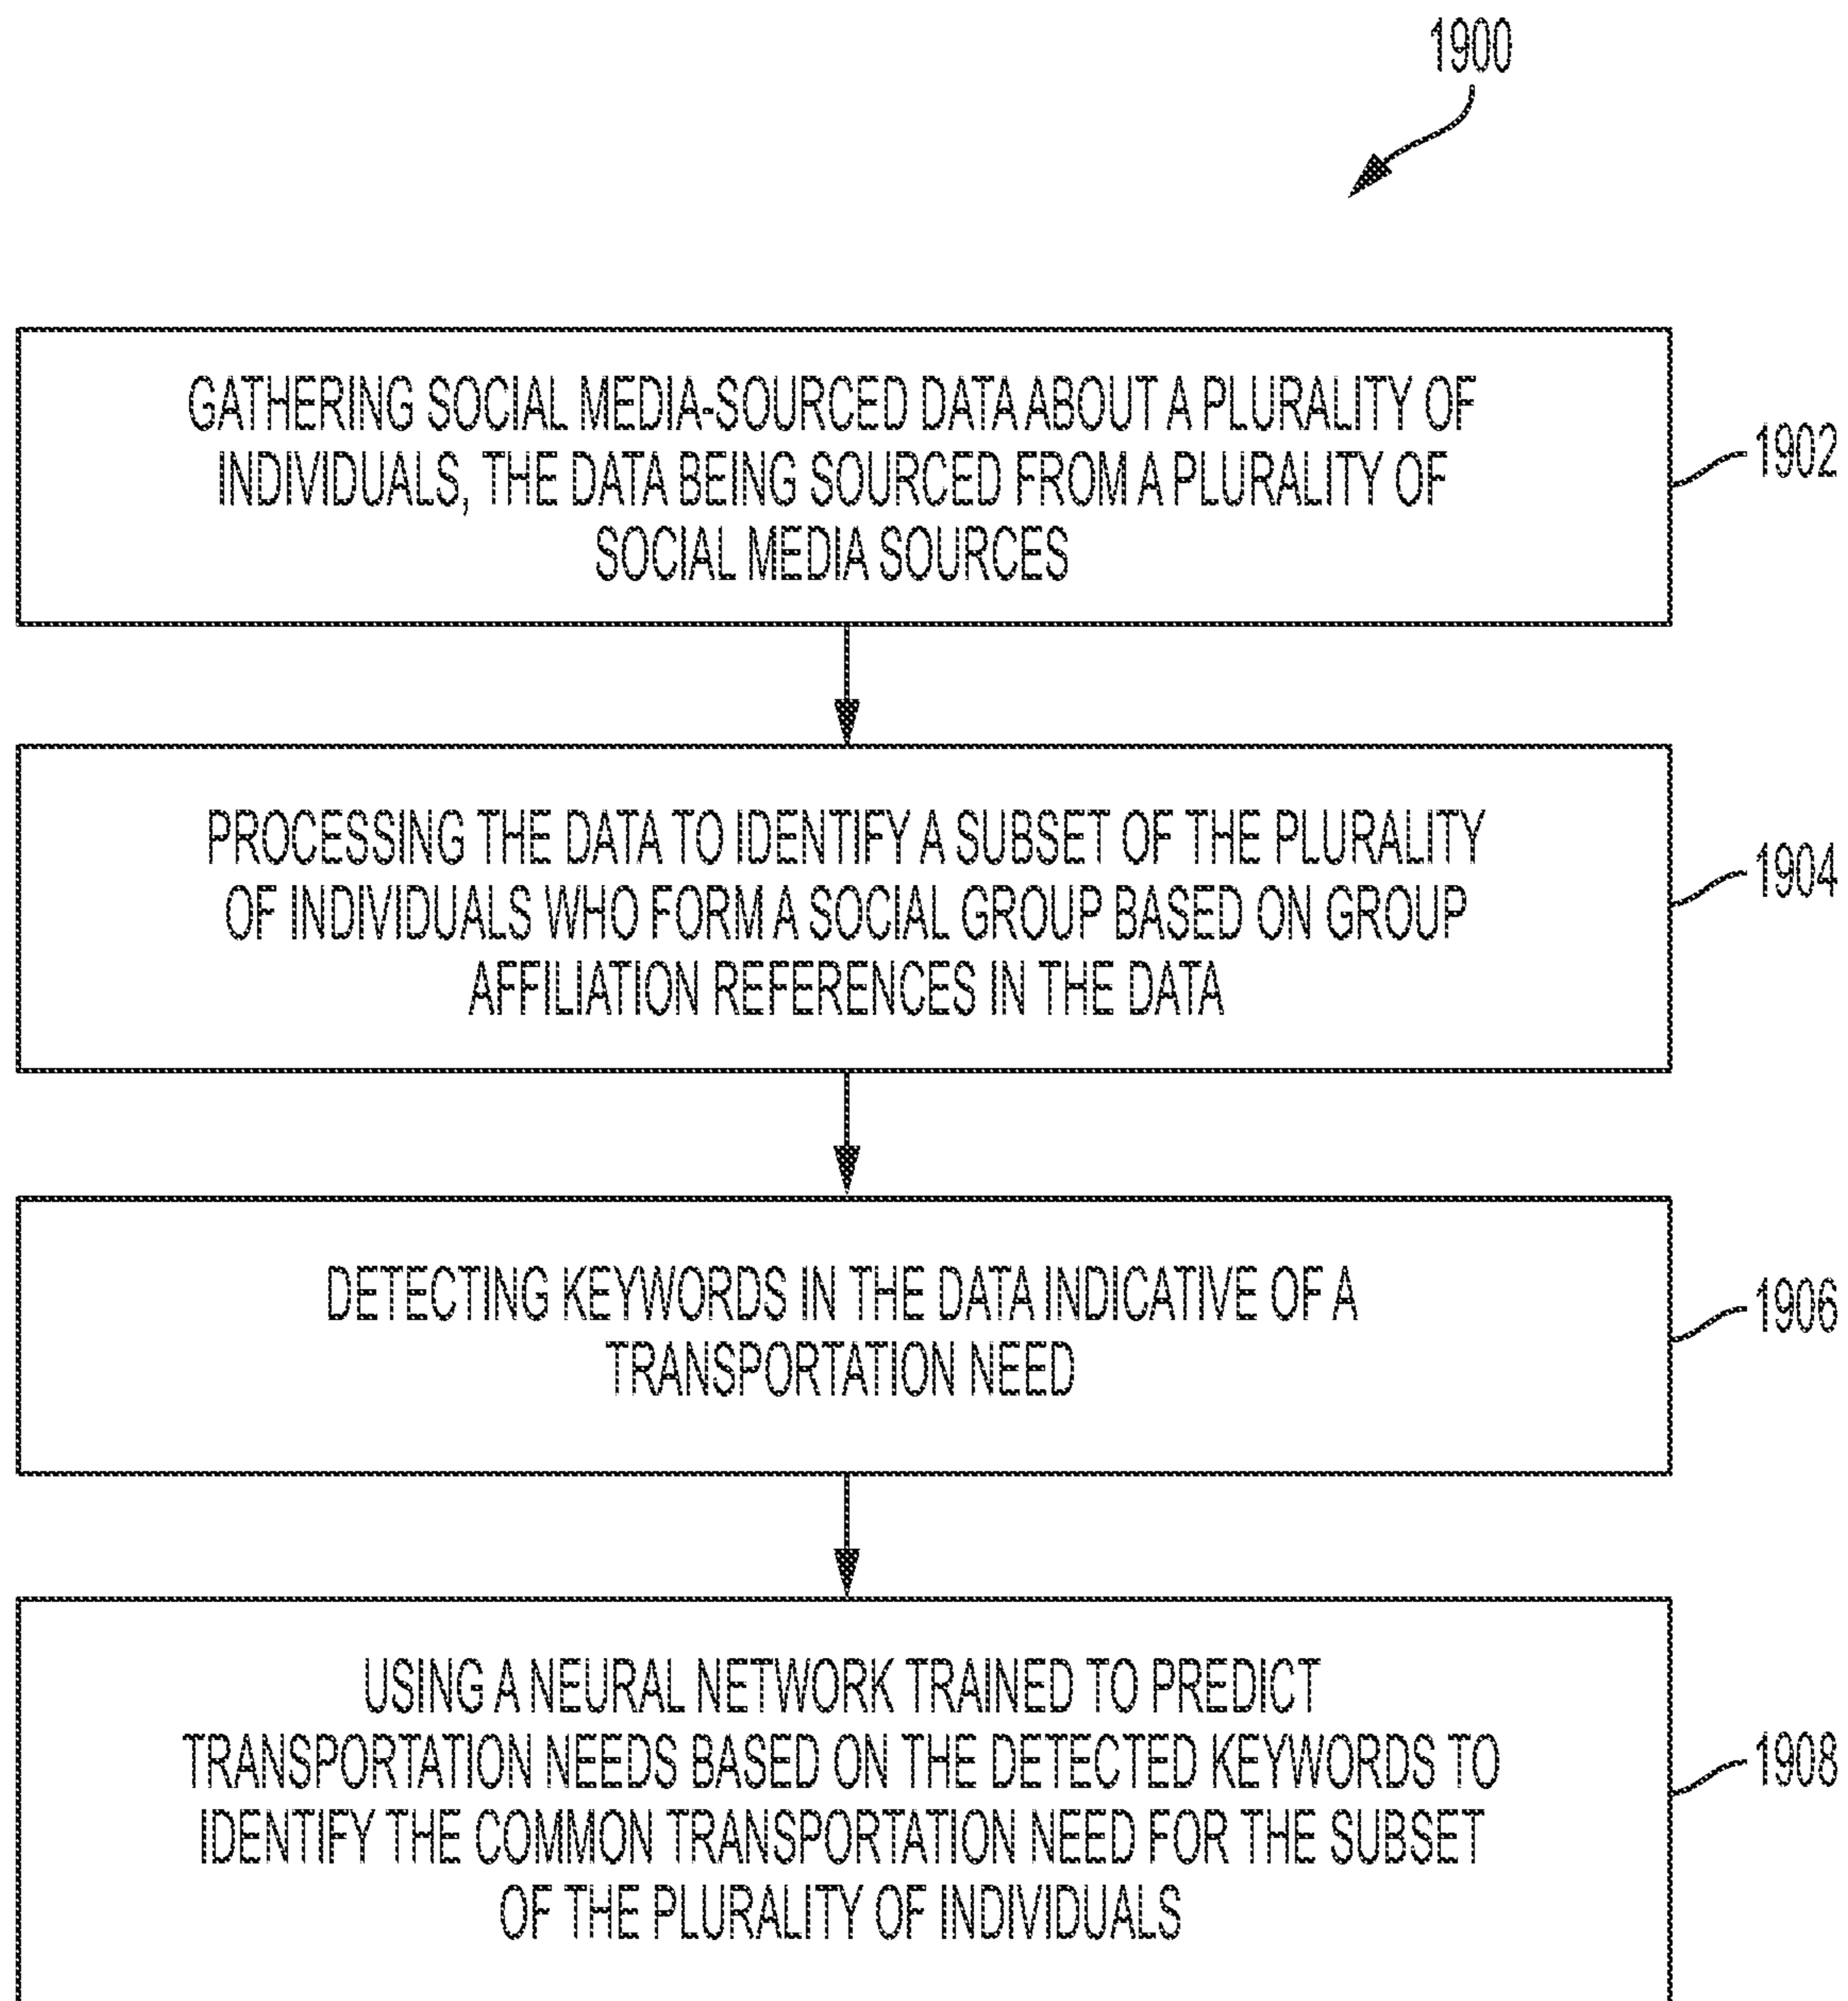 1900
GATHERING SOCIAL MEDIA-SOURCED DATA ABOUT A PLURALITY OF
INDIVIDUALS, THE DATA BEING SOURCED FROM A PLURALITY OF
SOCIAL MEDIA SOURCES
1902
PROCESSING THE DATA TO IDENTIFY A SUBSET OF THE PLURALITY
OF INDIVIDUALS WHO FORM A SOCIAL GROUP BASED ON GROUP
AFFILIATION REFERENCES IN THE DATA
1904
DETECTING KEYWORDS IN THE DATA INDICATIVE OF A
TRANSPORTATION NEED
1906
USING A NEURAL NETWORK TRAINED TO PREDICT
TRANSPORTATION NEEDS BASED ON THE DETECTED KEYWORDS TO
IDENTIFY THE COMMON TRANSPORTATION NEED FOR THE SUBSET
OF THE PLURALITY OF INDIVIDUALS
1908